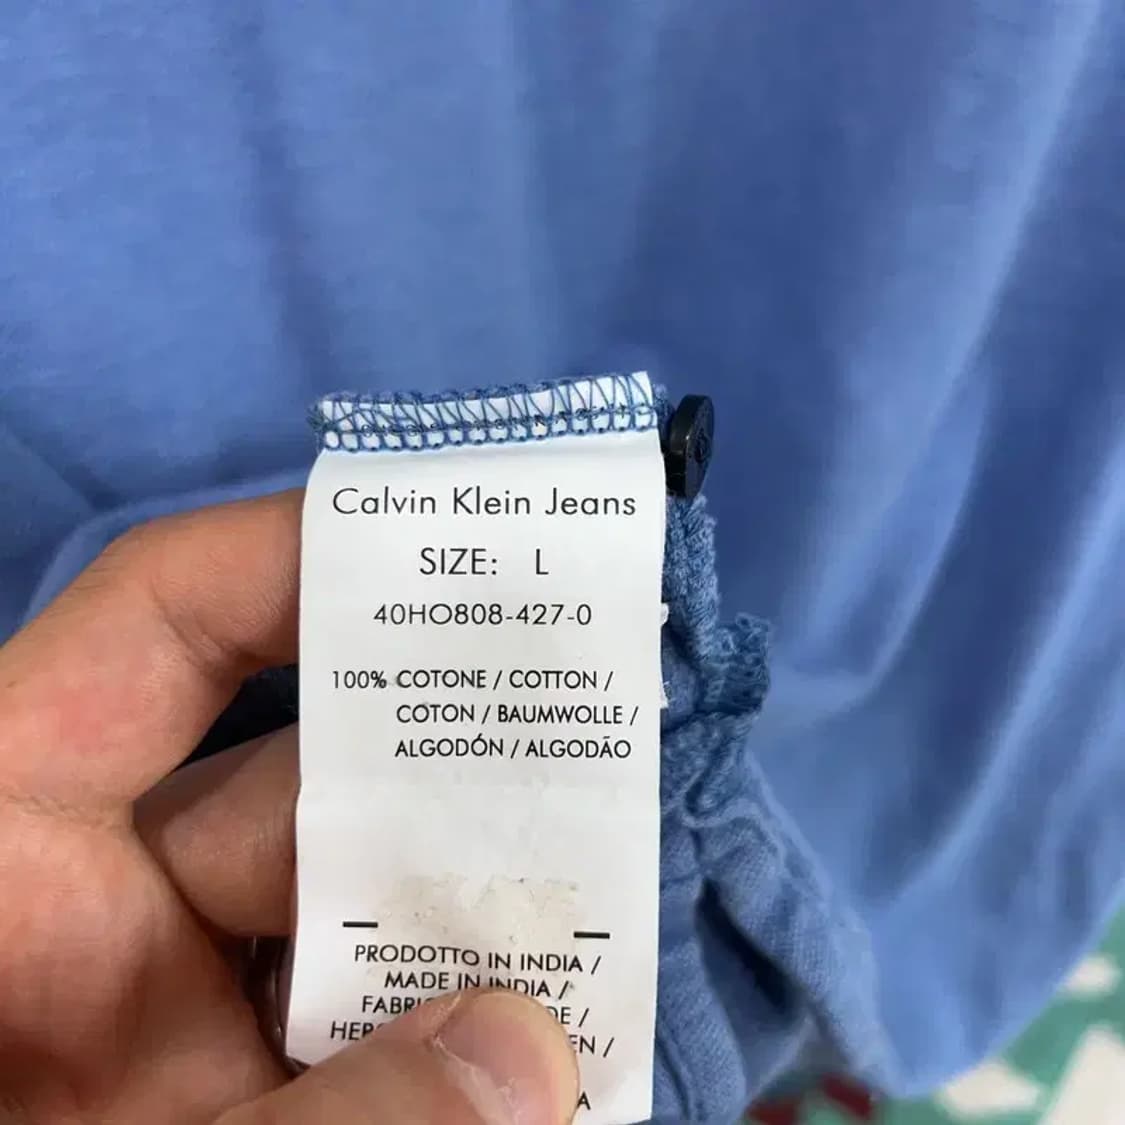 Calvin Klein Jeans
SIZE: L
40HO808-427-0
100% COTONE / COTTON /
COTON / BAUMWOLLE /
ALGODÓN / ALGODÃO
PRODOTTO IN INDIA /
MADE IN INDIA /
/
/